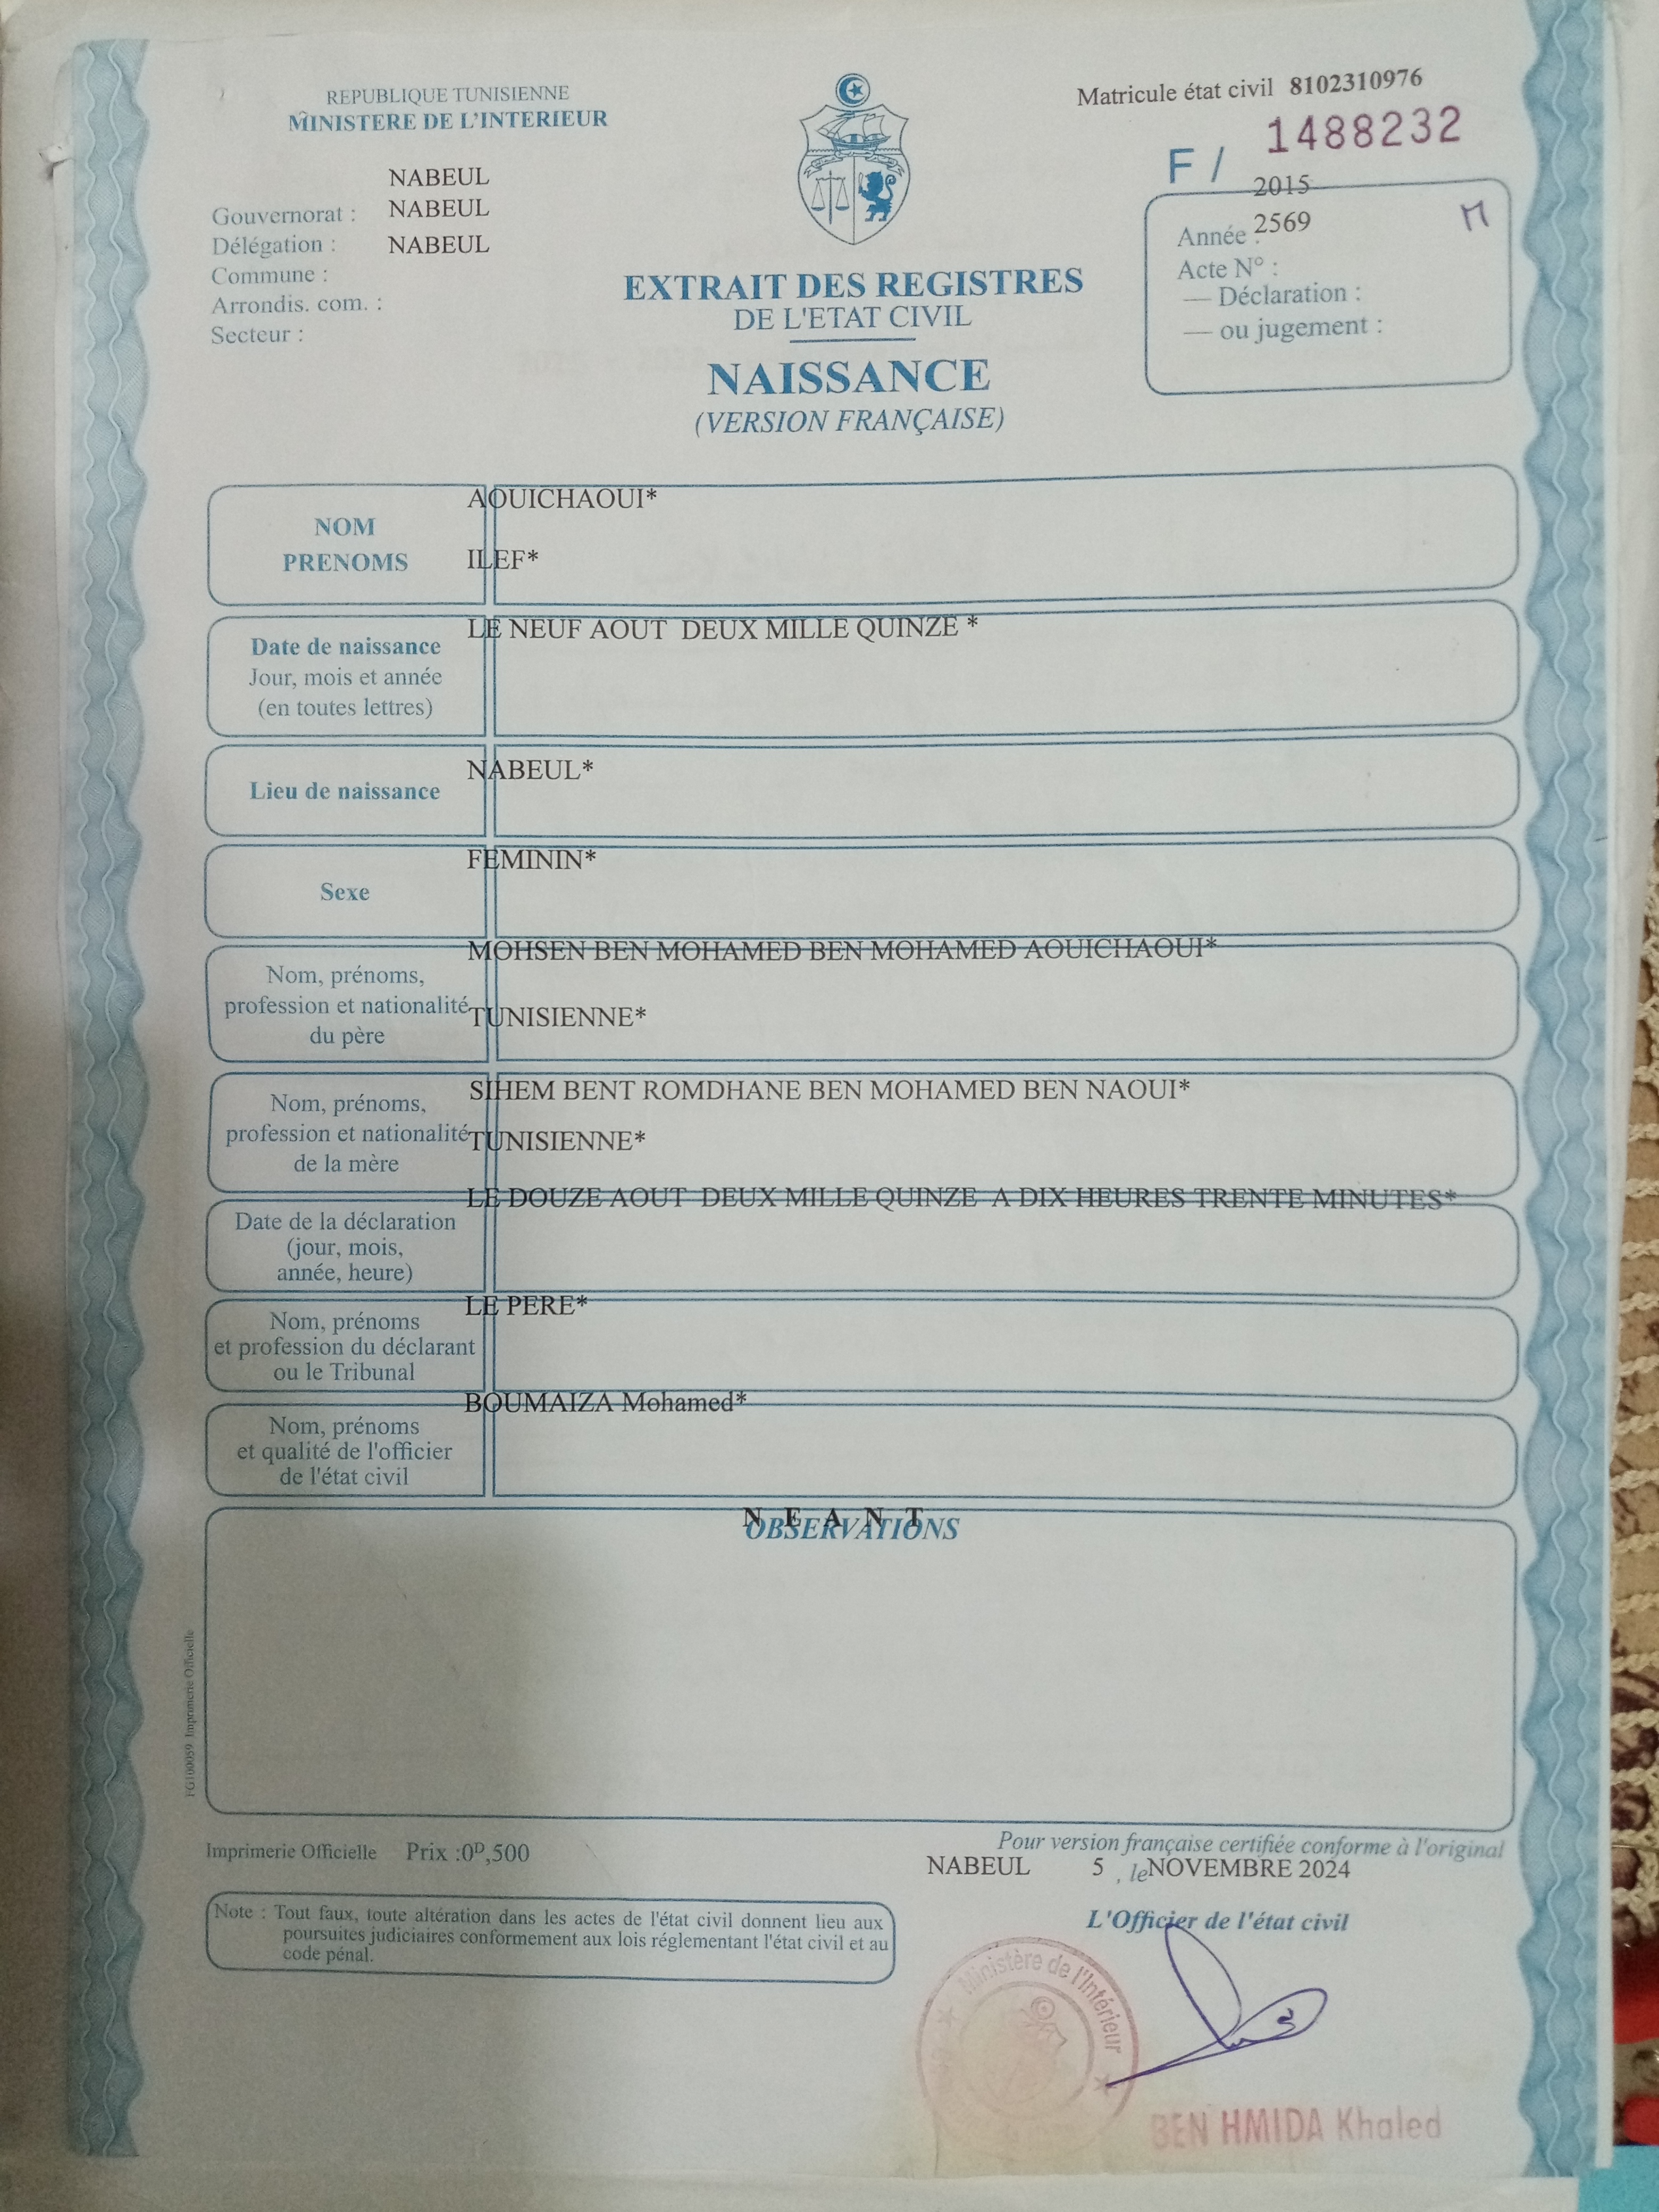 REPUBLIQUE TUNISIENNE
MINISTERE DE L'INTERIEUR
Matricule état civil 8102310976
F / 1488232
NABEUL
Gouvernorat : NABEUL
Délégation : NABEUL
Commune :
Arrondis. com. :
Secteur :
2015
Année : 2569
M
Acte N° :
— Déclaration :
— ou jugement :
EXTRAIT DES REGISTRES
DE L'ETAT CIVIL
NAISSANCE
(VERSION FRANÇAISE)
NOM
AOUICHAOUI*
PRENOMS
ILEF*
Date de naissance
Jour, mois et année
(en toutes lettres)
LE NEUF AOUT DEUX MILLE QUINZE *
Lieu de naissance
NABEUL*
Sexe
FEMININ*
Nom, prénoms,
profession et nationalité
du père
MOHSEN BEN MOHAMED BEN MOHAMED AOUICHAOUI*
TUNISIENNE*
Nom, prénoms,
profession et nationalité
de la mère
SIHEM BENT ROMDHANE BEN MOHAMED BEN NAOUI*
TUNISIENNE*
Date de la déclaration
(jour, mois,
année, heure)
LE DOUZE AOUT DEUX MILLE QUINZE A DIX HEURES TRENTE MINUTES*
Nom, prénoms
et profession du déclarant
ou le Tribunal
LE PERE*
Nom, prénoms
et qualité de l'officier
de l'état civil
BOUMAIZA Mohamed*
N E A N T
OBSERVATIONS
FG100059 Imprimerie Officielle
Imprimerie Officielle Prix :0ᴰ,500
Pour version française certifiée conforme à l'original
NABEUL 5 , le NOVEMBRE 2024
Note : Tout faux, toute altération dans les actes de l'état civil donnent lieu aux
poursuites judiciaires conformement aux lois réglementant l'état civil et au
code pénal.
L'Officier de l'état civil
Ministère de l'Intérieur
BEN HMIDA Khaled